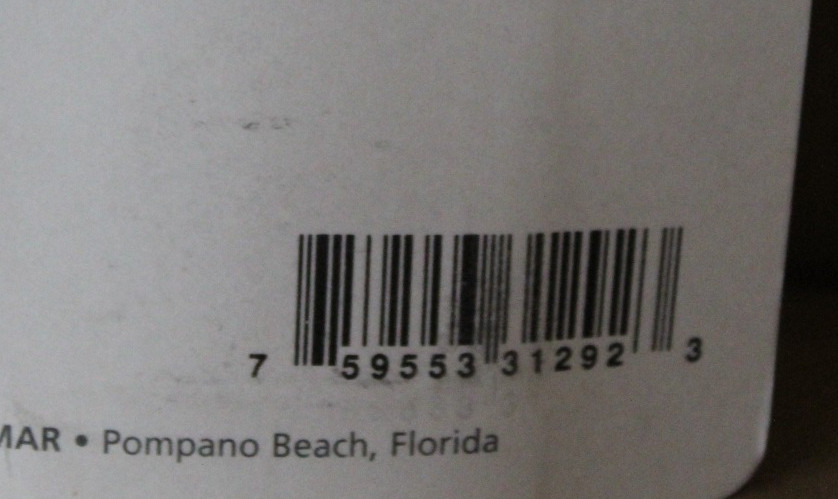 7 59553 31292 3
MAR • Pompano Beach, Florida